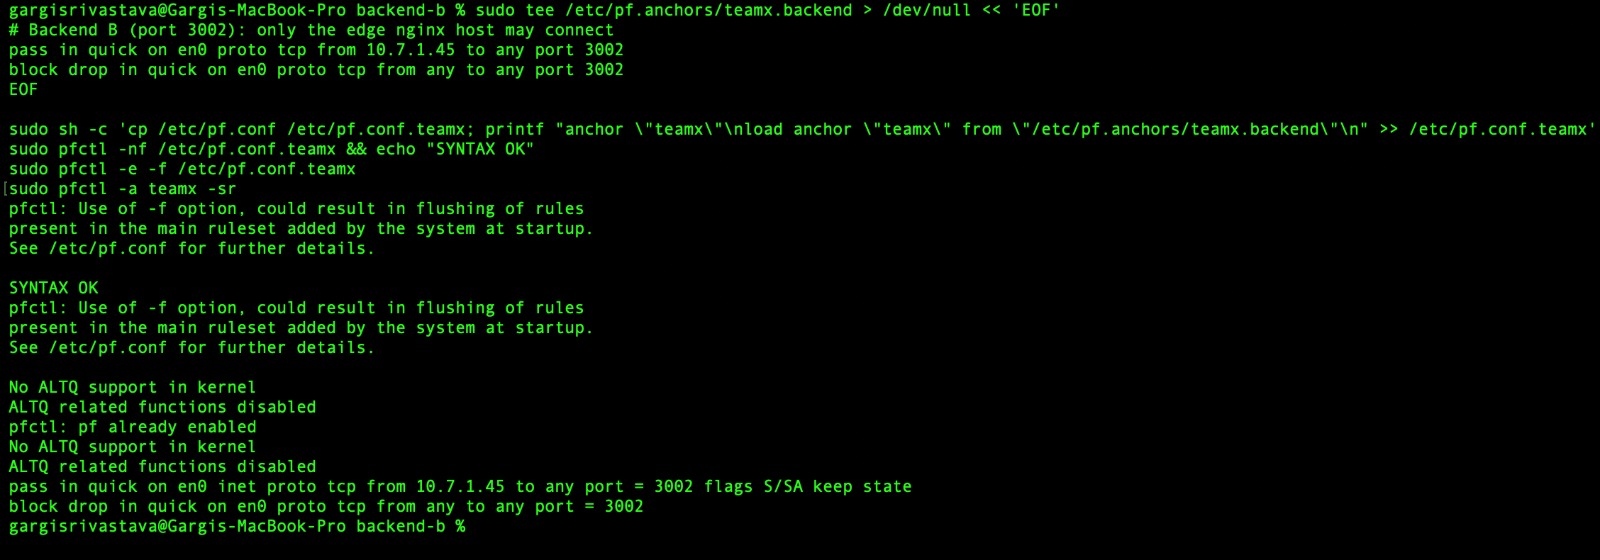 gargisrivastava@Gargis-MacBook-Pro backend-b % sudo tee /etc/pf.anchors/teamx.backend > /dev/null << 'EOF'
# Backend B (port 3002): only the edge nginx host may connect
pass in quick on en0 proto tcp from 10.7.1.45 to any port 3002
block drop in quick on en0 proto tcp from any to any port 3002
EOF

sudo sh -c 'cp /etc/pf.conf /etc/pf.conf.teamx; printf "anchor \"teamx\"\nload anchor \"teamx\" from \"/etc/pf.anchors/teamx.backend\"\n" >> /etc/pf.conf.teamx'
sudo pfctl -nf /etc/pf.conf.teamx && echo "SYNTAX OK"
sudo pfctl -e -f /etc/pf.conf.teamx
[sudo pfctl -a teamx -sr
pfctl: Use of -f option, could result in flushing of rules
present in the main ruleset added by the system at startup.
See /etc/pf.conf for further details.

SYNTAX OK
pfctl: Use of -f option, could result in flushing of rules
present in the main ruleset added by the system at startup.
See /etc/pf.conf for further details.

No ALTQ support in kernel
ALTQ related functions disabled
pfctl: pf already enabled
No ALTQ support in kernel
ALTQ related functions disabled
pass in quick on en0 inet proto tcp from 10.7.1.45 to any port = 3002 flags S/SA keep state
block drop in quick on en0 proto tcp from any to any port = 3002
gargisrivastava@Gargis-MacBook-Pro backend-b %